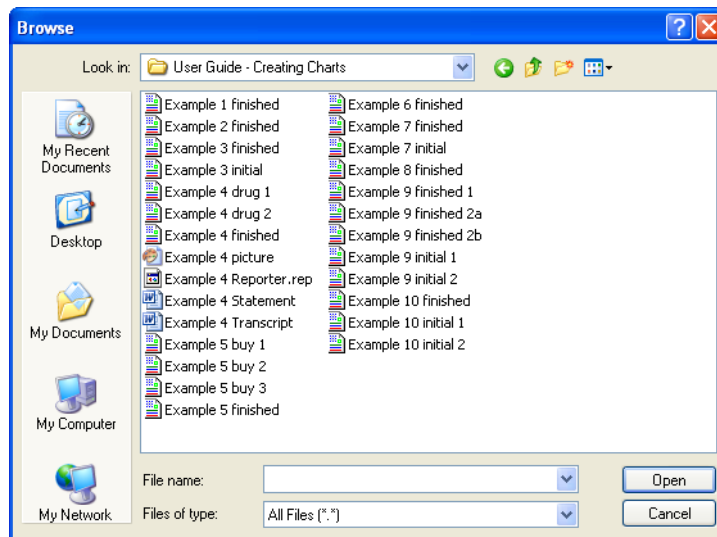 Browse
Look in: User Guide - Creating Charts
My Recent
Documents
Desktop
My Documents
My Computer
My Network
Example 1 finished
Example 2 finished
Example 3 finished
Example 3 initial
Example 4 drug 1
Example 4 drug 2
Example 4 finished
Example 4 picture
Example 4 Reporter.rep
Example 4 Statement
Example 4 Transcript
Example 5 buy 1
Example 5 buy 2
Example 5 buy 3
Example 5 finished
Example 6 finished
Example 7 finished
Example 7 initial
Example 8 finished
Example 9 finished 1
Example 9 finished 2a
Example 9 finished 2b
Example 9 initial 1
Example 9 initial 2
Example 10 finished
Example 10 initial 1
Example 10 initial 2
File name:
Open
Files of type: All Files (*.*)
Cancel